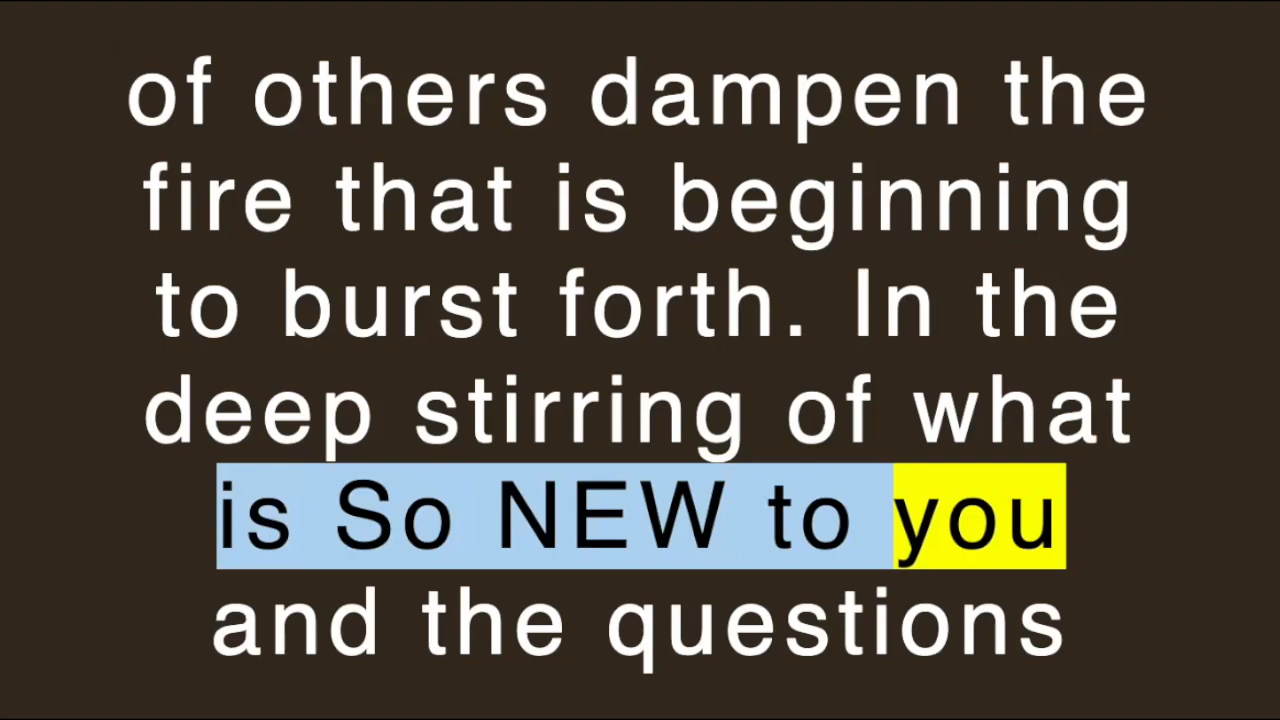 of others dampen the
fire that is beginning
to burst forth. In the
deep stirring of what
is So NEW to you
and the questions